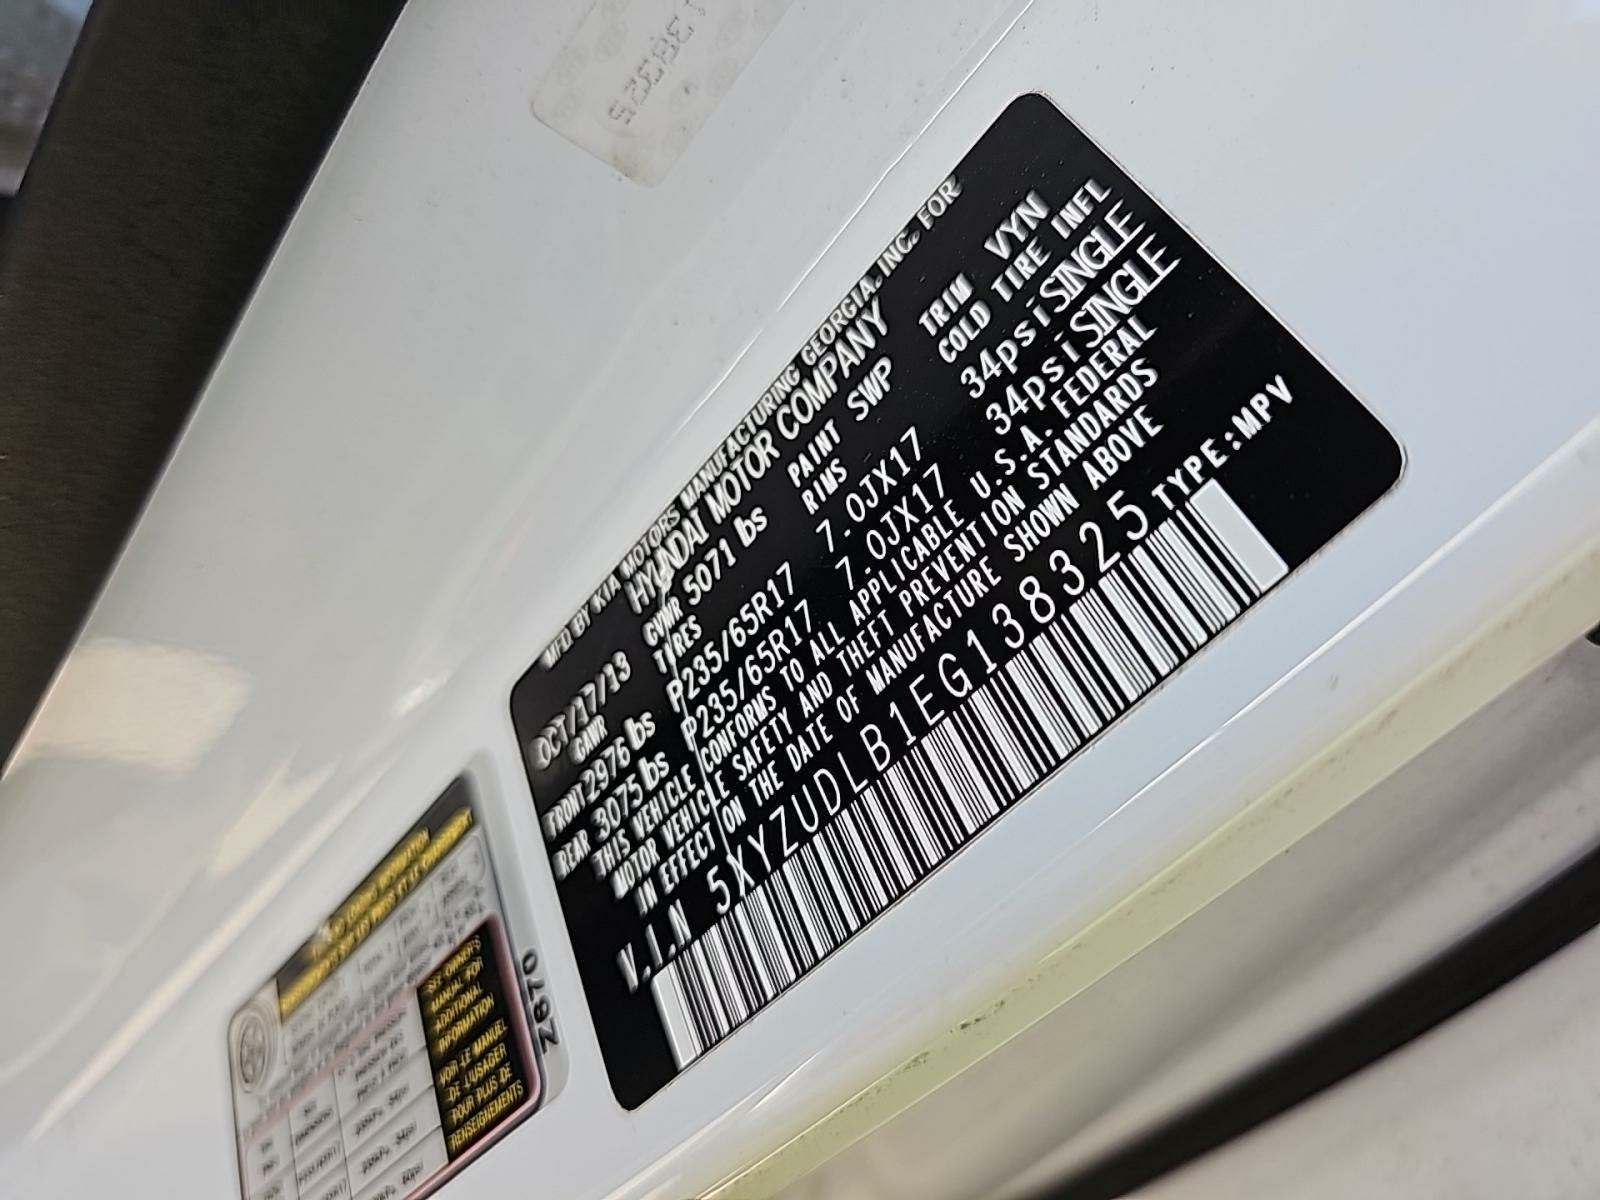 138325
MFD BY KIA MOTORS MANUFACTURING GEORGIA, INC. FOR
HYUNDAI MOTOR COMPANY
OCT/17/13 GVWR 5071 lbs PAINT SWP TRIM VYN
GAWR TIRES RIMS COLD TIRE INFL
FRONT 2976 lbs P235/65R17 7.0JX17 34psi SINGLE
REAR 3075 lbs P235/65R17 7.0JX17 34psi SINGLE
THIS VEHICLE CONFORMS TO ALL APPLICABLE U.S.A. FEDERAL
MOTOR VEHICLE SAFETY AND THEFT PREVENTION STANDARDS
IN EFFECT ON THE DATE OF MANUFACTURE SHOWN ABOVE
V.I.N 5XYZUDLB1EG138325 TYPE:MPV
SEE OWNER'S
MANUAL FOR
ADDITIONAL
INFORMATION
VOIR LE MANUEL
DE L'USAGER
POUR PLUS DE
RENSEIGNEMENTS